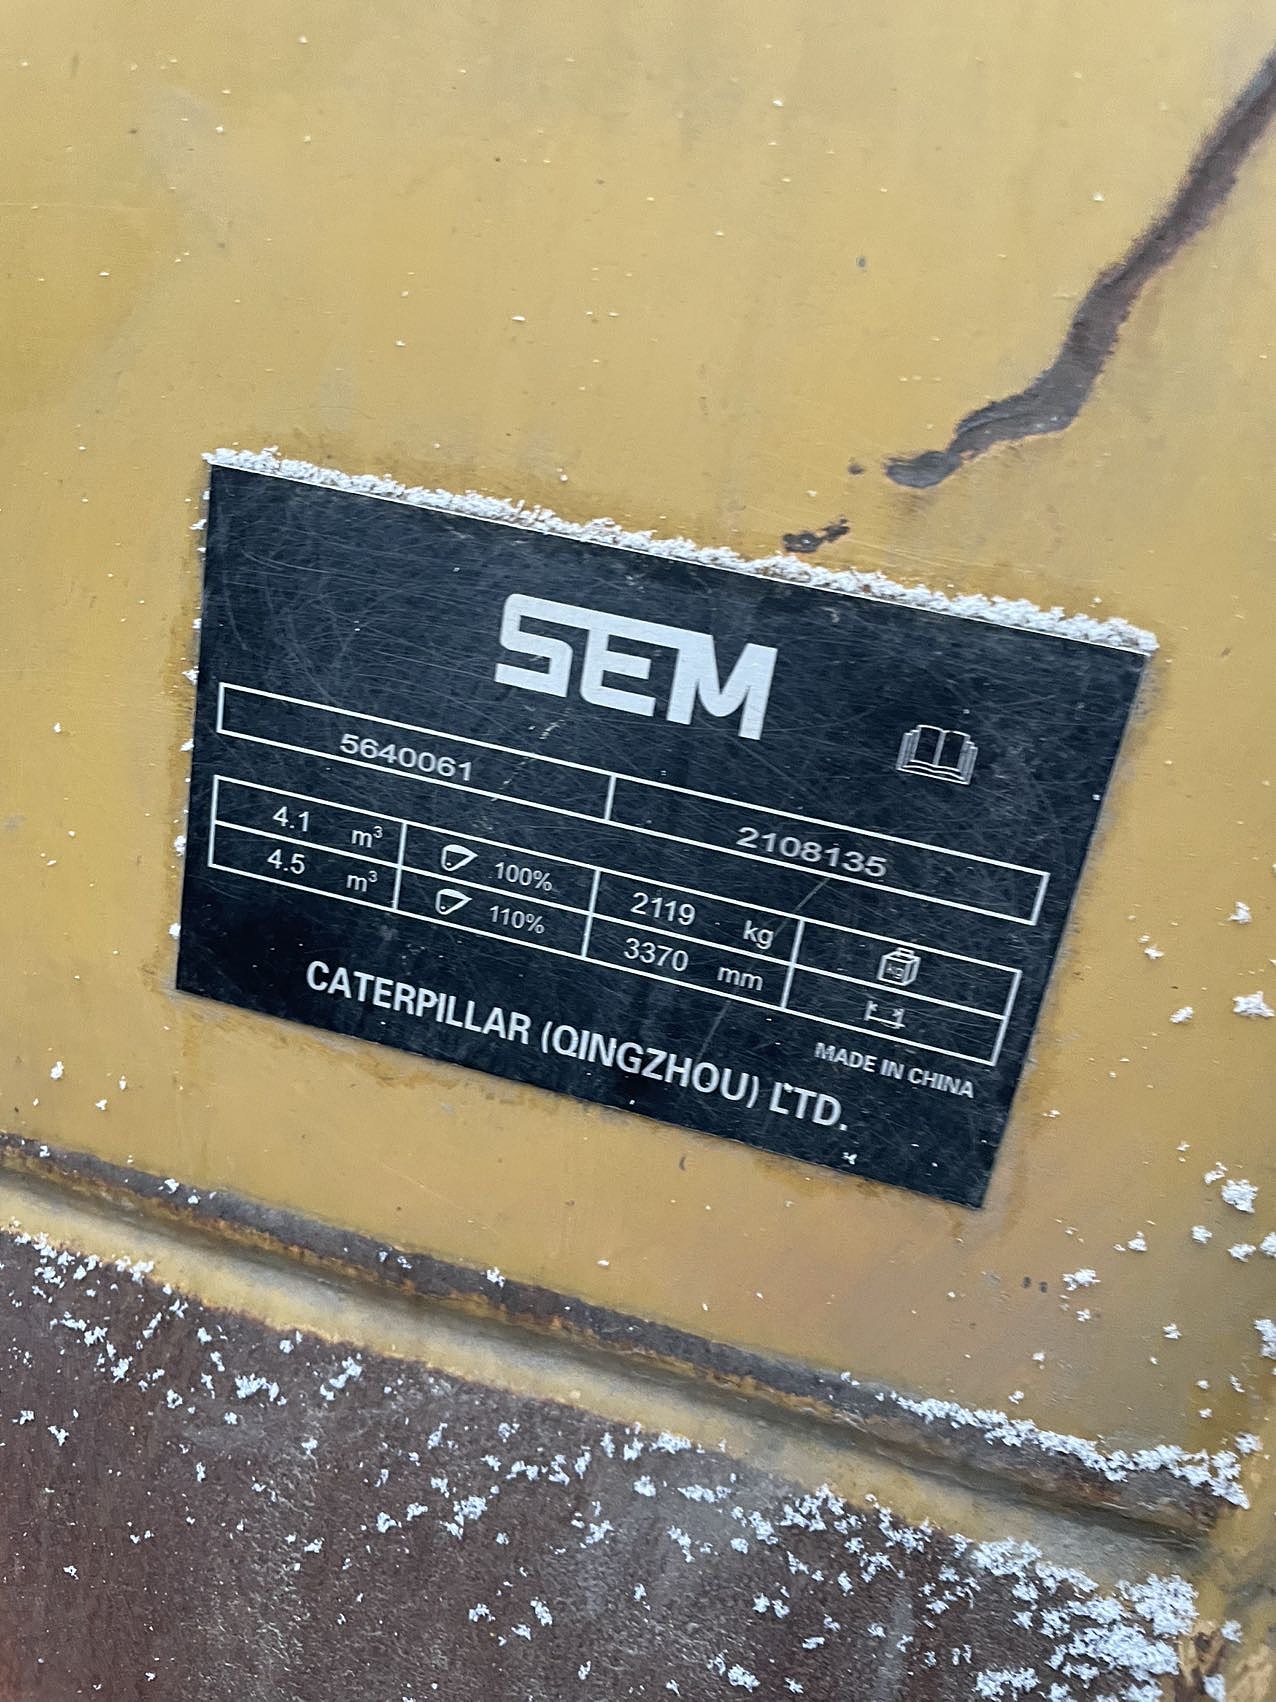 SEM
5640061 2108135
4.1 m³ 100% 2119 kg kg
4.5 m³ 110% 3370 mm
MADE IN CHINA
CATERPILLAR (QINGZHOU) LTD.